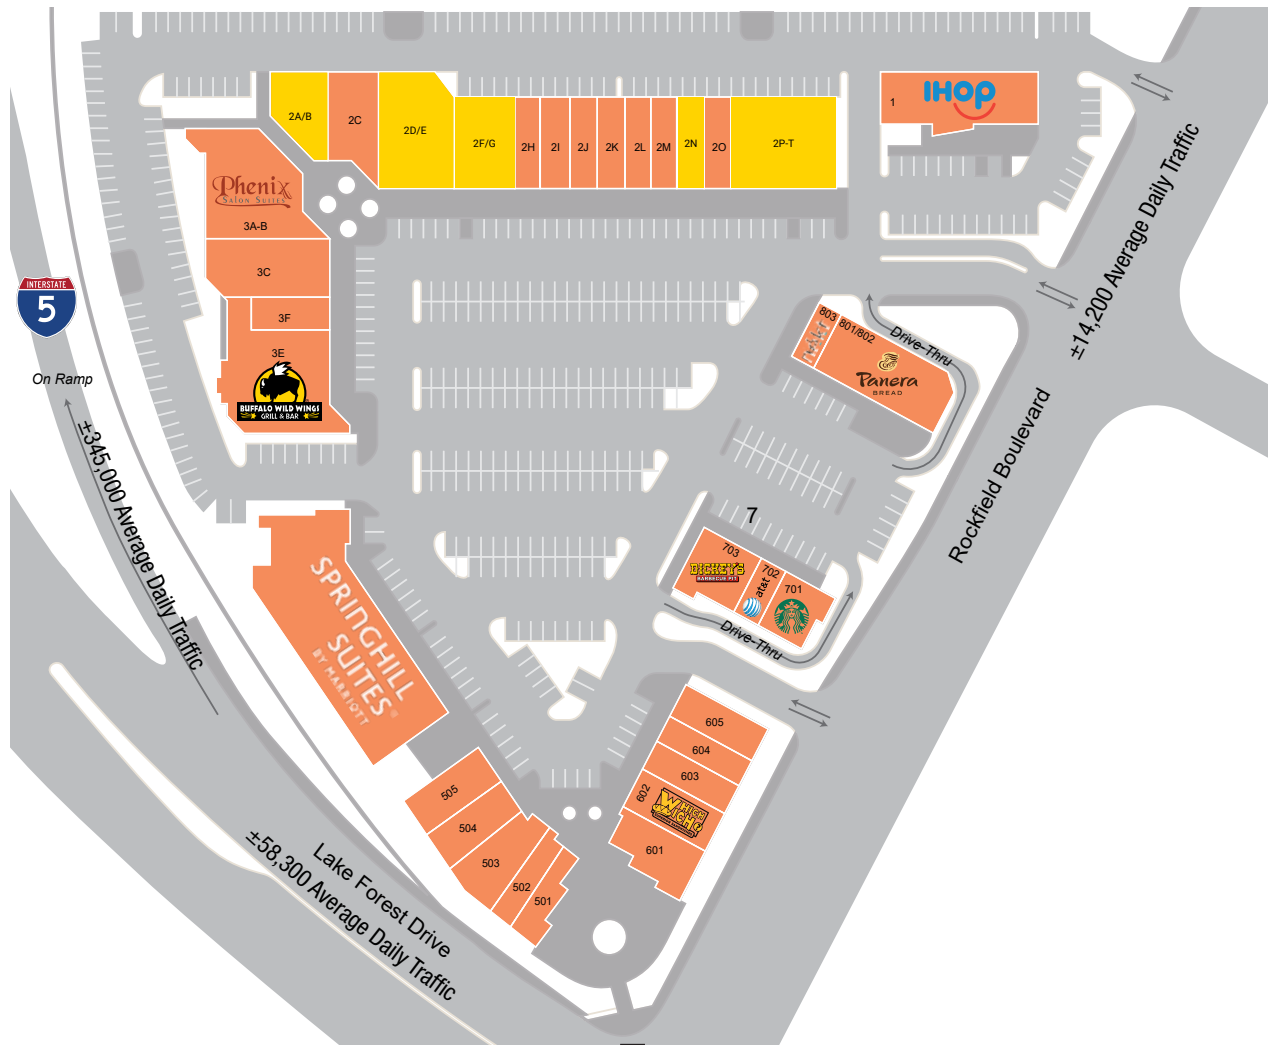 1
IHOP
2A/B
2C
2D/E
2F/G
2H
2I
2J
2K
2L
2M
2N
2O
2P-T
Phenix
SALON SUITES
3A-B
3C
3F
3E
BUFFALO WILD WINGS
GRILL & BAR
INTERSTATE
5
On Ramp
±345,000 Average Daily Traffic
±14,200 Average Daily Traffic
Rockfield Boulevard
803
801/802
Panera
BREAD
Drive-Thru
7
703
DICKEY'S
BARBECUE PIT
702
at&t
701
Drive-Thru
SPRINGHILL
SUITES
BY MARRIOTT
605
604
603
602
WHICH
WICH
601
505
504
503
502
501
Lake Forest Drive
±58,300 Average Daily Traffic